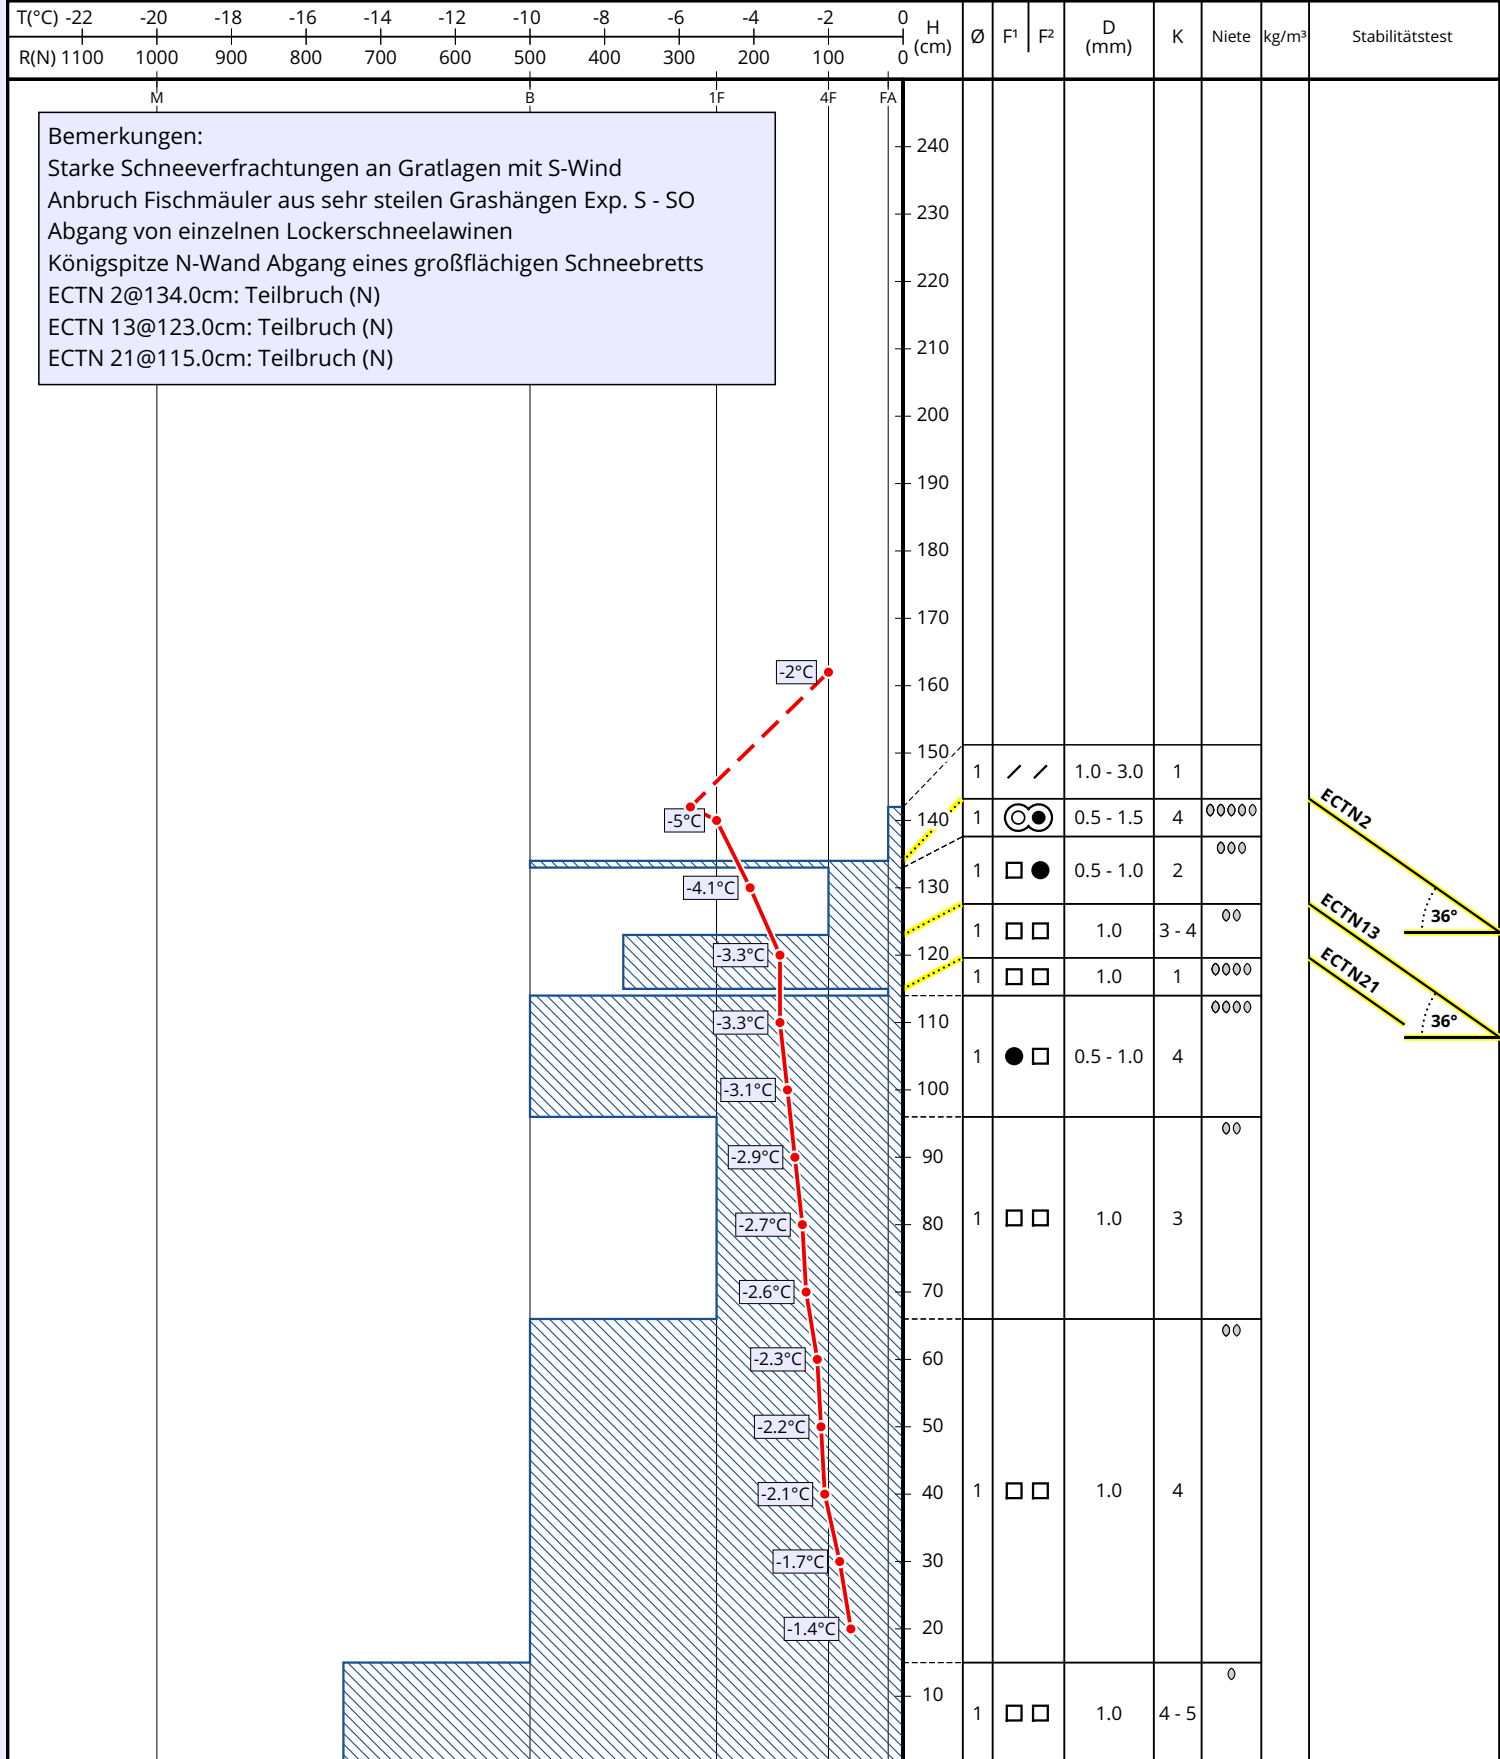 T(°C) -22 -20 -18 -16 -14 -12 -10 -8 -6 -4 -2 0
R(N) 1100 1000 900 800 700 600 500 400 300 200 100 0
H (cm) Ø F¹ F² D (mm) K Niete kg/m³ Stabilitätstest
M B 1F 4F FA
Bemerkungen:
Starke Schneeverfrachtungen an Gratlagen mit S-Wind
Anbruch Fischmäuler aus sehr steilen Grashängen Exp. S - SO
Abgang von einzelnen Lockerschneelawinen
Königspitze N-Wand Abgang eines großflächigen Schneebretts
ECTN 2@134.0cm: Teilbruch (N)
ECTN 13@123.0cm: Teilbruch (N)
ECTN 21@115.0cm: Teilbruch (N)
240
230
220
210
200
190
180
170
-2°C
160
150
1 1.0 - 3.0 1
-5°C 140
1 0.5 - 1.5 4
ECTN2
1 0.5 - 1.0 2
-4.1°C 130
36°
1 1.0 3 - 4
ECTN13
-3.3°C 120
1 1.0 1
ECTN21
-3.3°C 110
36°
1 0.5 - 1.0 4
-3.1°C 100
-2.9°C 90
1 1.0 3
-2.7°C 80
-2.6°C 70
-2.3°C 60
-2.2°C 50
1 1.0 4
-2.1°C 40
-1.7°C 30
-1.4°C 20
10
1 1.0 4 - 5